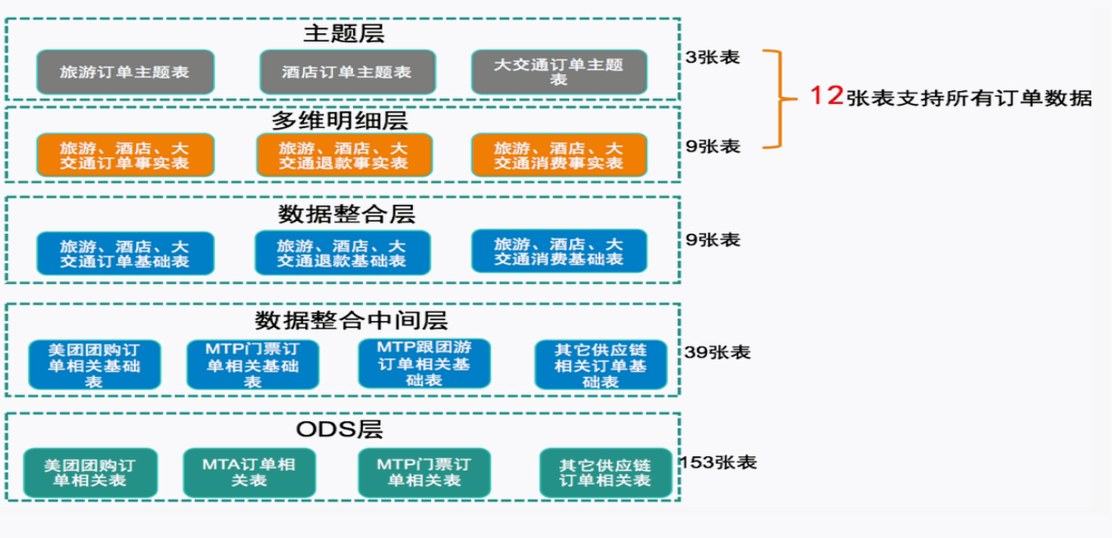 主题层
旅游订单主题表
酒店订单主题表
大交通订单主题
表
3张表
12张表支持所有订单数据
多维明细层
旅游、酒店、大
交通订单事实表
旅游、酒店、大
交通退款事实表
旅游、酒店、大
交通消费事实表
9张表
数据整合层
旅游、酒店、大
交通订单基础表
旅游、酒店、大
交通退款基础表
旅游、酒店、大
交通消费基础表
9张表
数据整合中间层
美团团购订
单相关基础
表
MTP门票订
单相关基础
表
MTP跟团游
订单相关基
础表
其它供应链
相关订单基
础表
39张表
ODS层
美团团购订
单相关表
MTA订单相
关表
MTP门票订
单相关表
其它供应链
订单相关表
153张表